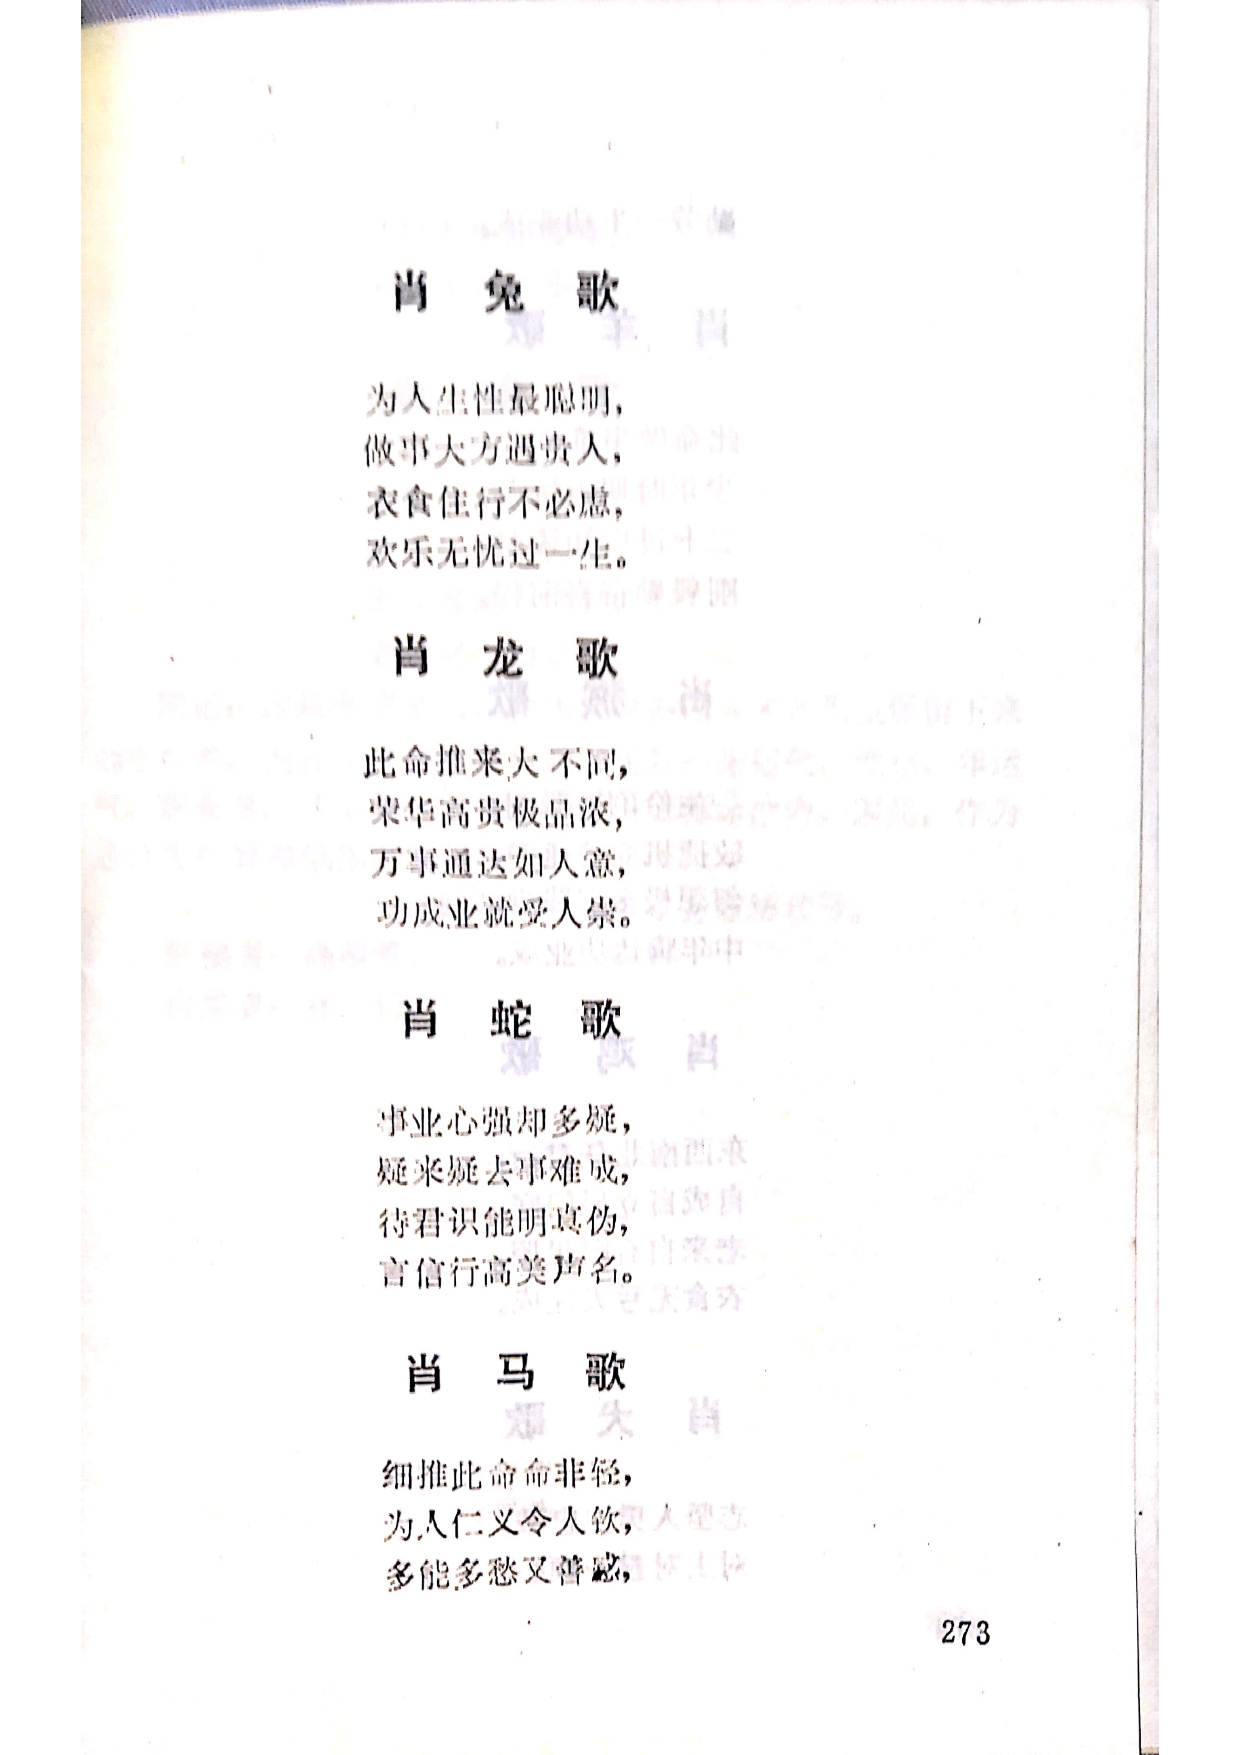 肖兔歌
为人生性最聪明，
做事大方遇贵人，
衣食住行不必虑，
欢乐无忧过一生。
肖龙歌
此命推来大不同，
荣华高贵极品浓，
万事通达如人意，
功成业就受人崇。
肖蛇歌
事业心强却多疑，
疑来疑去事难成，
待君识能明真伪，
言信行高美声名。
肖马歌
细推此命命非轻，
为人仁义令人钦，
多能多愁又善感，
273